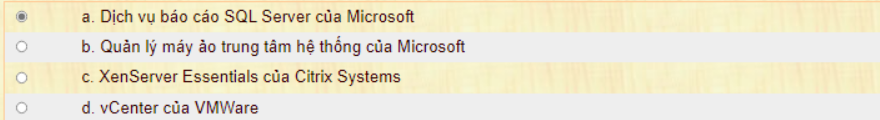 a. Dịch vụ báo cáo SQL Server của Microsoft
b. Quản lý máy ảo trung tâm hệ thống của Microsoft
c. XenServer Essentials của Citrix Systems
d. vCenter của VMWare